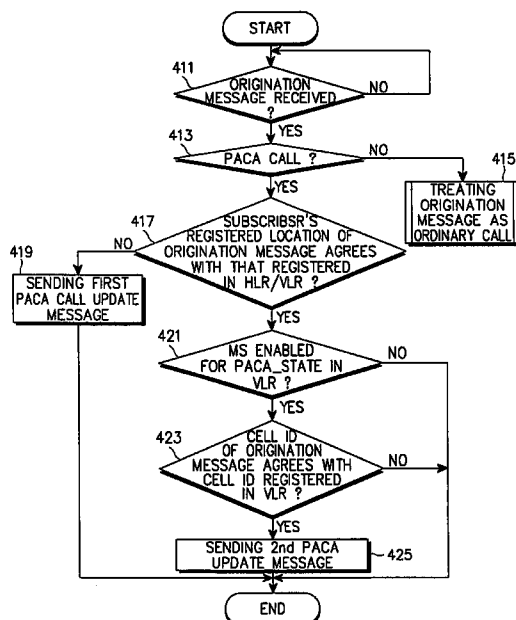 START
411
ORIGINATION
MESSAGE RECEIVED
?
NO
YES
413
PACA CALL ?
NO
YES
415
TREATING
ORIGINATION
MESSAGE AS
ORDINARY CALL
417
SUBSCRIBSR'S
REGISTERED LOCATION OF
ORIGINATION MESSAGE AGREES
WITH THAT REGISTERED
IN HLR/VLR ?
NO
YES
419
SENDING FIRST
PACA CALL UPDATE
MESSAGE
421
MS ENABLED
FOR PACA_STATE IN
VLR ?
NO
YES
423
CELL ID
OF ORIGINATION
MESSAGE AGREES WITH
CELL ID REGISTERED
IN VLR ?
NO
YES
SENDING 2nd PACA
UPDATE MESSAGE
425
END